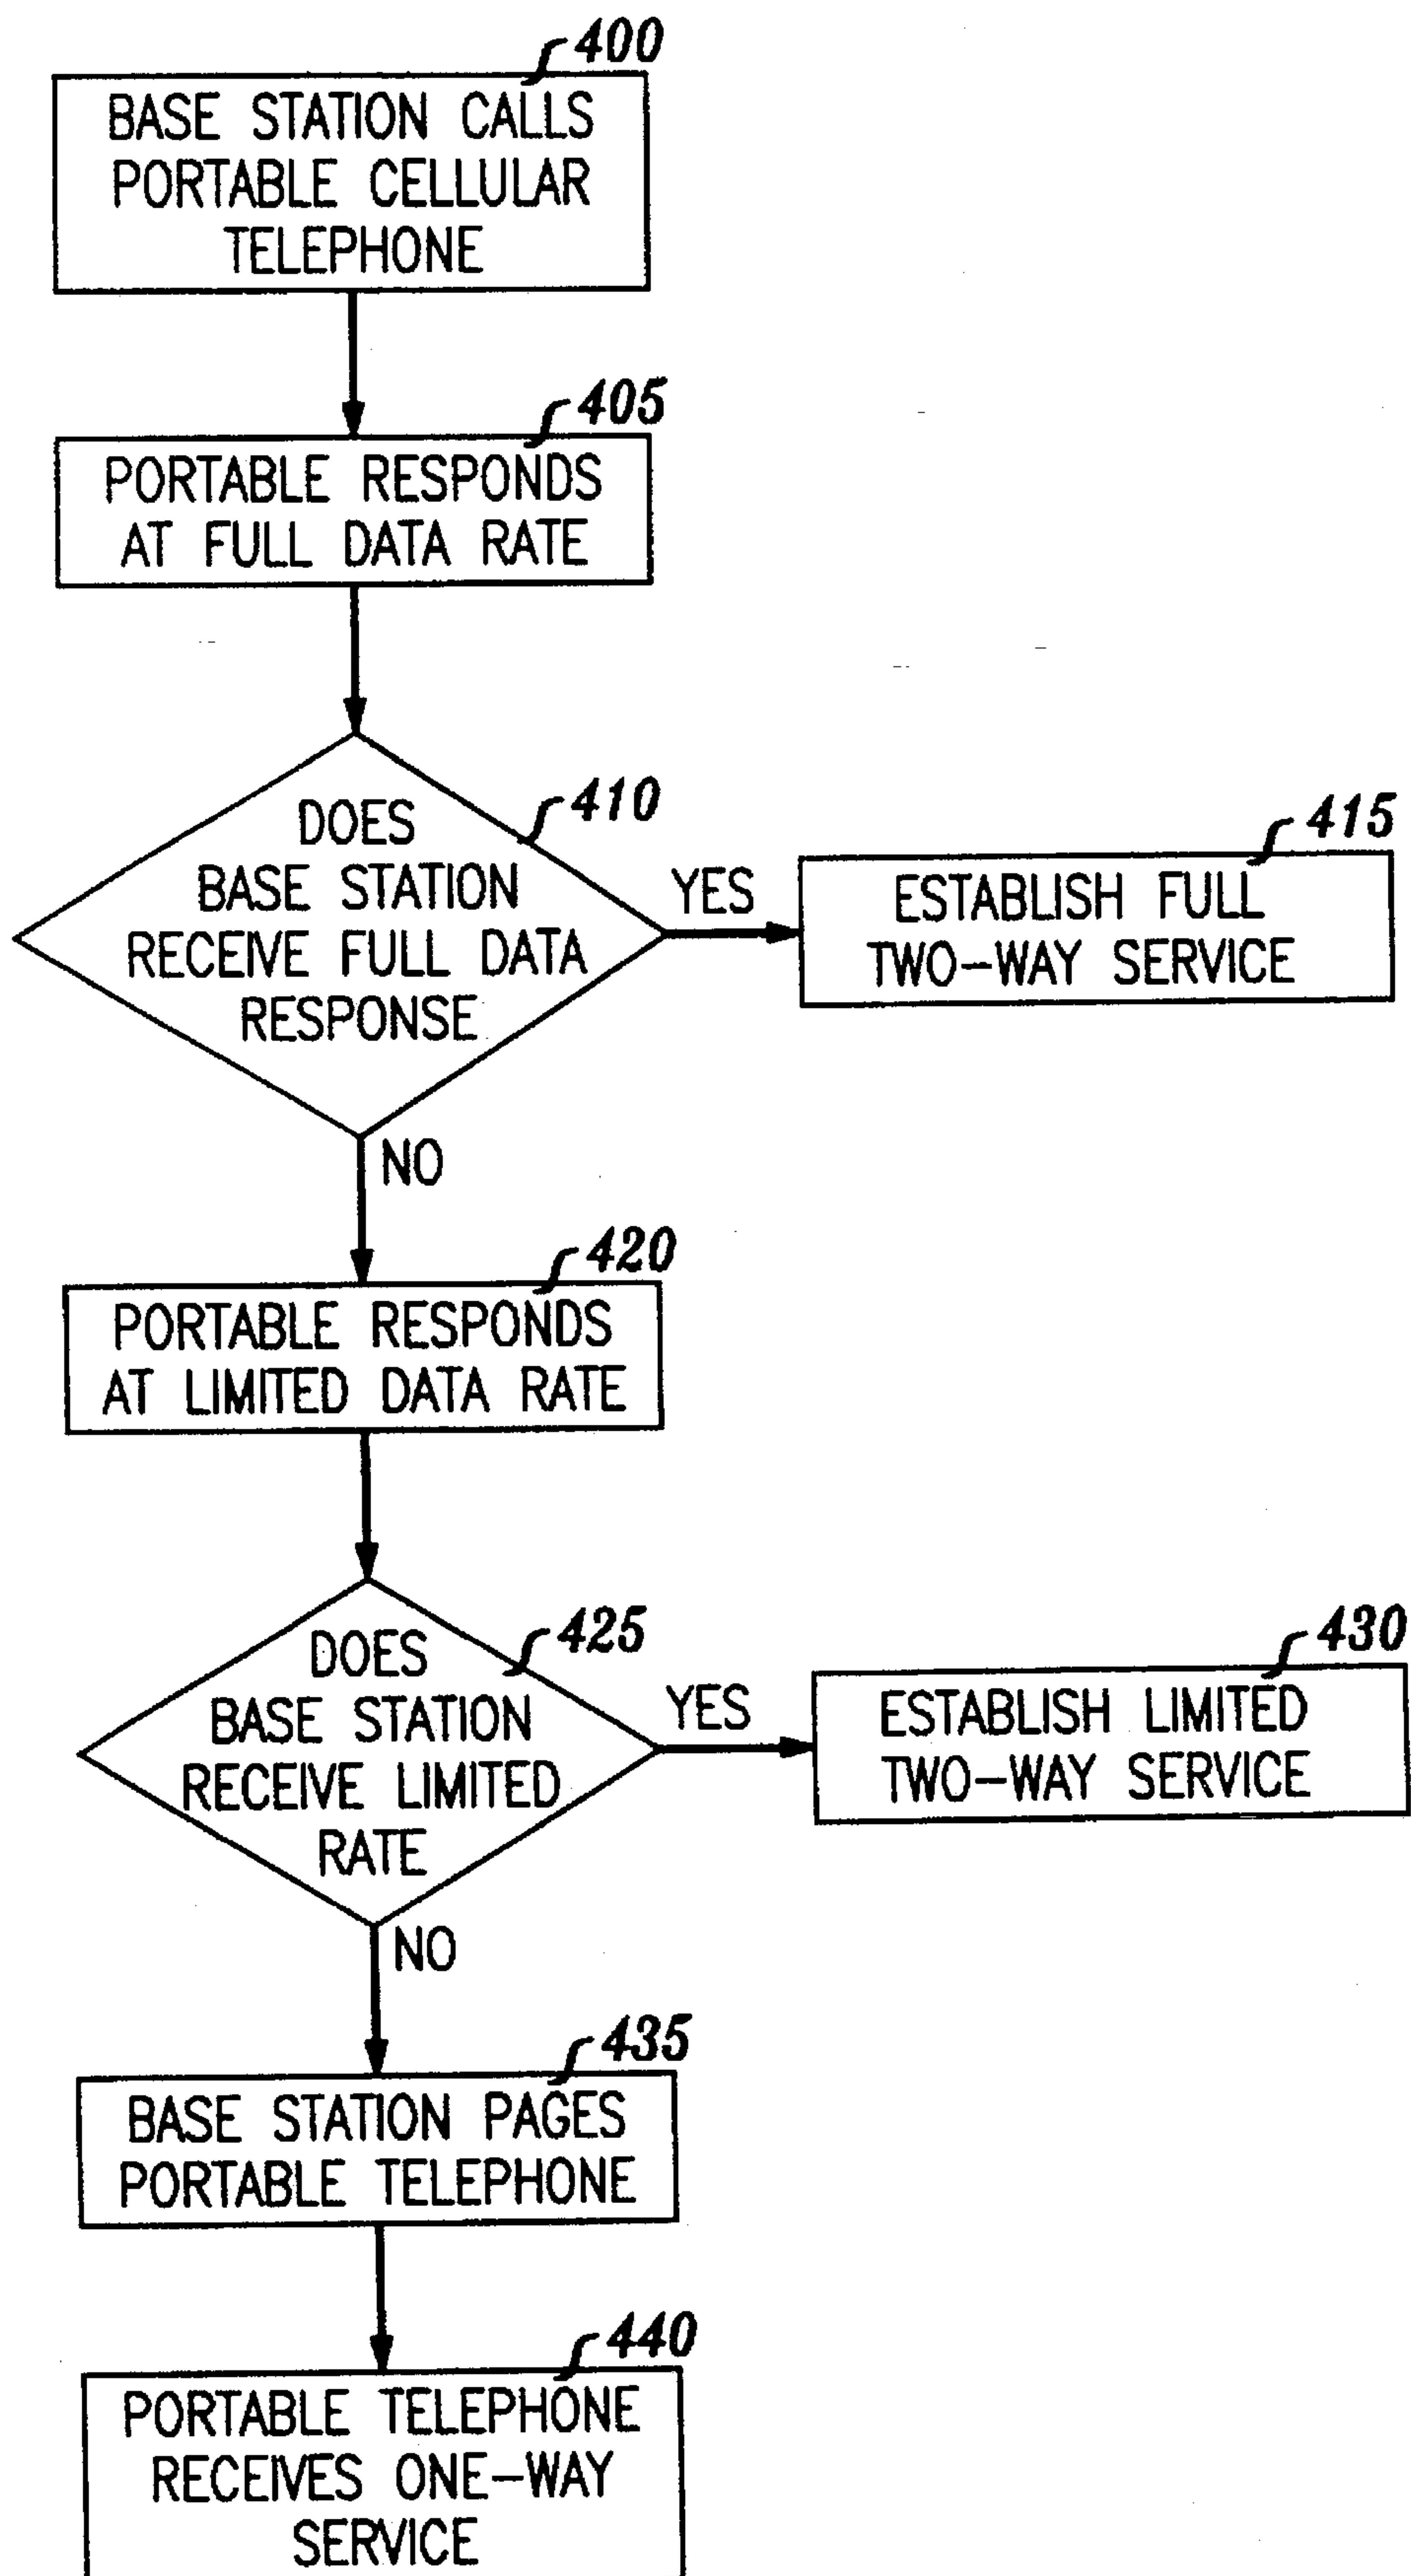 400
BASE STATION CALLS
PORTABLE CELLULAR
TELEPHONE
405
PORTABLE RESPONDS
AT FULL DATA RATE
410
DOES
BASE STATION
RECEIVE FULL DATA
RESPONSE
YES
415
ESTABLISH FULL
TWO-WAY SERVICE
NO
420
PORTABLE RESPONDS
AT LIMITED DATA RATE
425
DOES
BASE STATION
RECEIVE LIMITED
RATE
YES
430
ESTABLISH LIMITED
TWO-WAY SERVICE
NO
435
BASE STATION PAGES
PORTABLE TELEPHONE
440
PORTABLE TELEPHONE
RECEIVES ONE-WAY
SERVICE